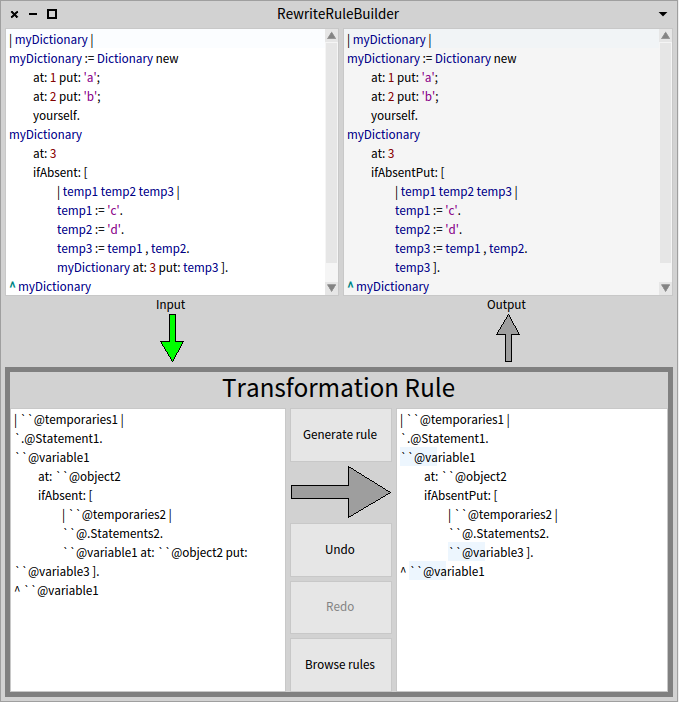 RewriteRuleBuilder
| myDictionary |
myDictionary := Dictionary new
at: 1 put: 'a';
at: 2 put: 'b';
yourself.
myDictionary
at: 3
ifAbsent: [
| temp1 temp2 temp3 |
temp1 := 'c'.
temp2 := 'd'.
temp3 := temp1 , temp2.
myDictionary at: 3 put: temp3 ].
^ myDictionary
Input
| myDictionary |
myDictionary := Dictionary new
at: 1 put: 'a';
at: 2 put: 'b';
yourself.
myDictionary
at: 3
ifAbsentPut: [
| temp1 temp2 temp3 |
temp1 := 'c'.
temp2 := 'd'.
temp3 := temp1 , temp2.
temp3 ].
^ myDictionary
Output
Transformation Rule
| ``@temporaries1 |
`.@Statement1.
``@variable1
at: ``@object2
ifAbsent: [
| ``@temporaries2 |
``@.Statements2.
``@variable1 at: ``@object2 put:
``@variable3 ].
^ ``@variable1
Generate rule
Undo
Redo
Browse rules
| ``@temporaries1 |
`.@Statement1.
``@variable1
at: ``@object2
ifAbsentPut: [
| ``@temporaries2 |
``@.Statements2.
``@variable3 ].
^ ``@variable1